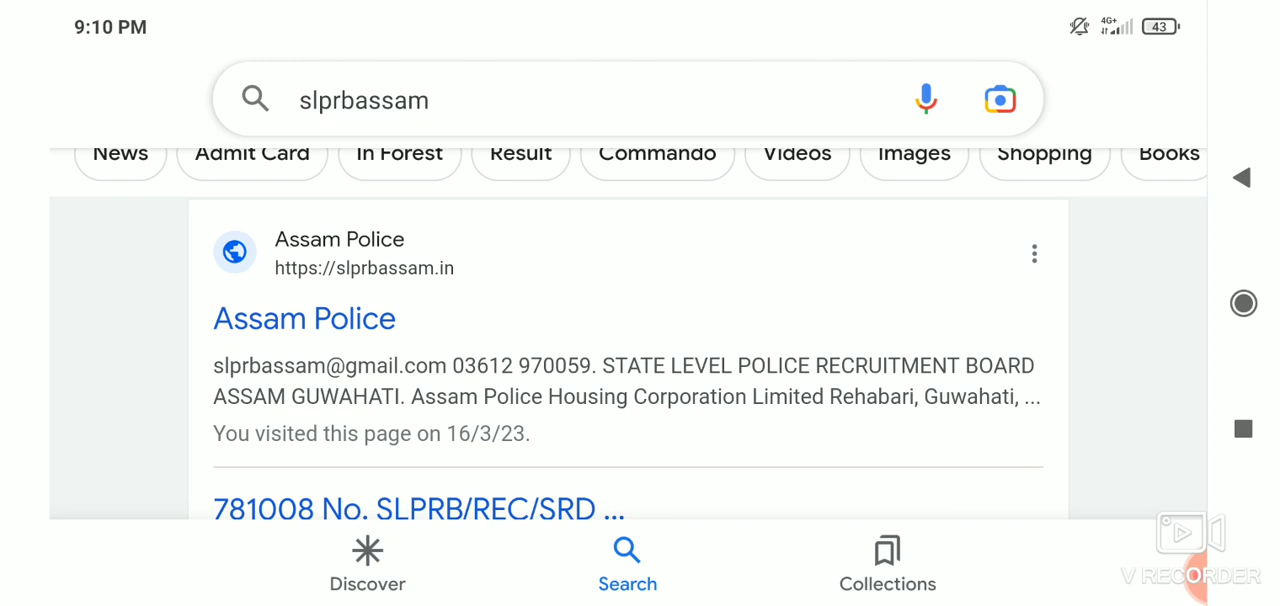 9:10 PM
4G+
43
slprbassam
News
Admit Card
In Forest
Result
Commando
Videos
Images
Shopping
Books
Assam Police
https://slprbassam.in
Assam Police
slprbassam@gmail.com 03612 970059. STATE LEVEL POLICE RECRUITMENT BOARD
ASSAM GUWAHATI. Assam Police Housing Corporation Limited Rehabari, Guwahati, ...
You visited this page on 16/3/23.
781008 No. SLPRB/REC/SRD ...
Discover
Search
Collections
V RECORDER